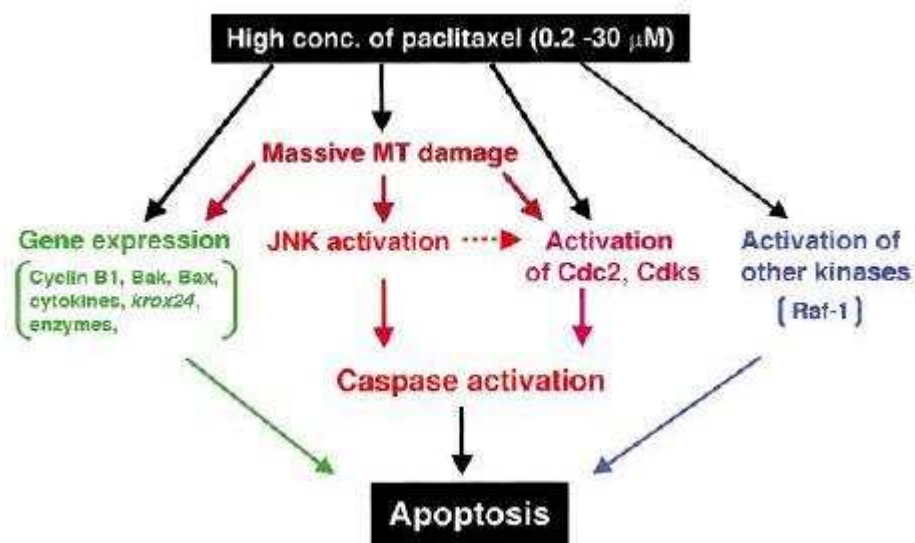 High conc. of paclitaxel (0.2 -30 μM)
Massive MT damage
Gene expression
Cyclin B1, Bak, Bax,
cytokines, krox24,
enzymes,
JNK activation
Activation
of Cdc2, Cdks
Activation of
other kinases
[ Raf-1 ]
Caspase activation
Apoptosis